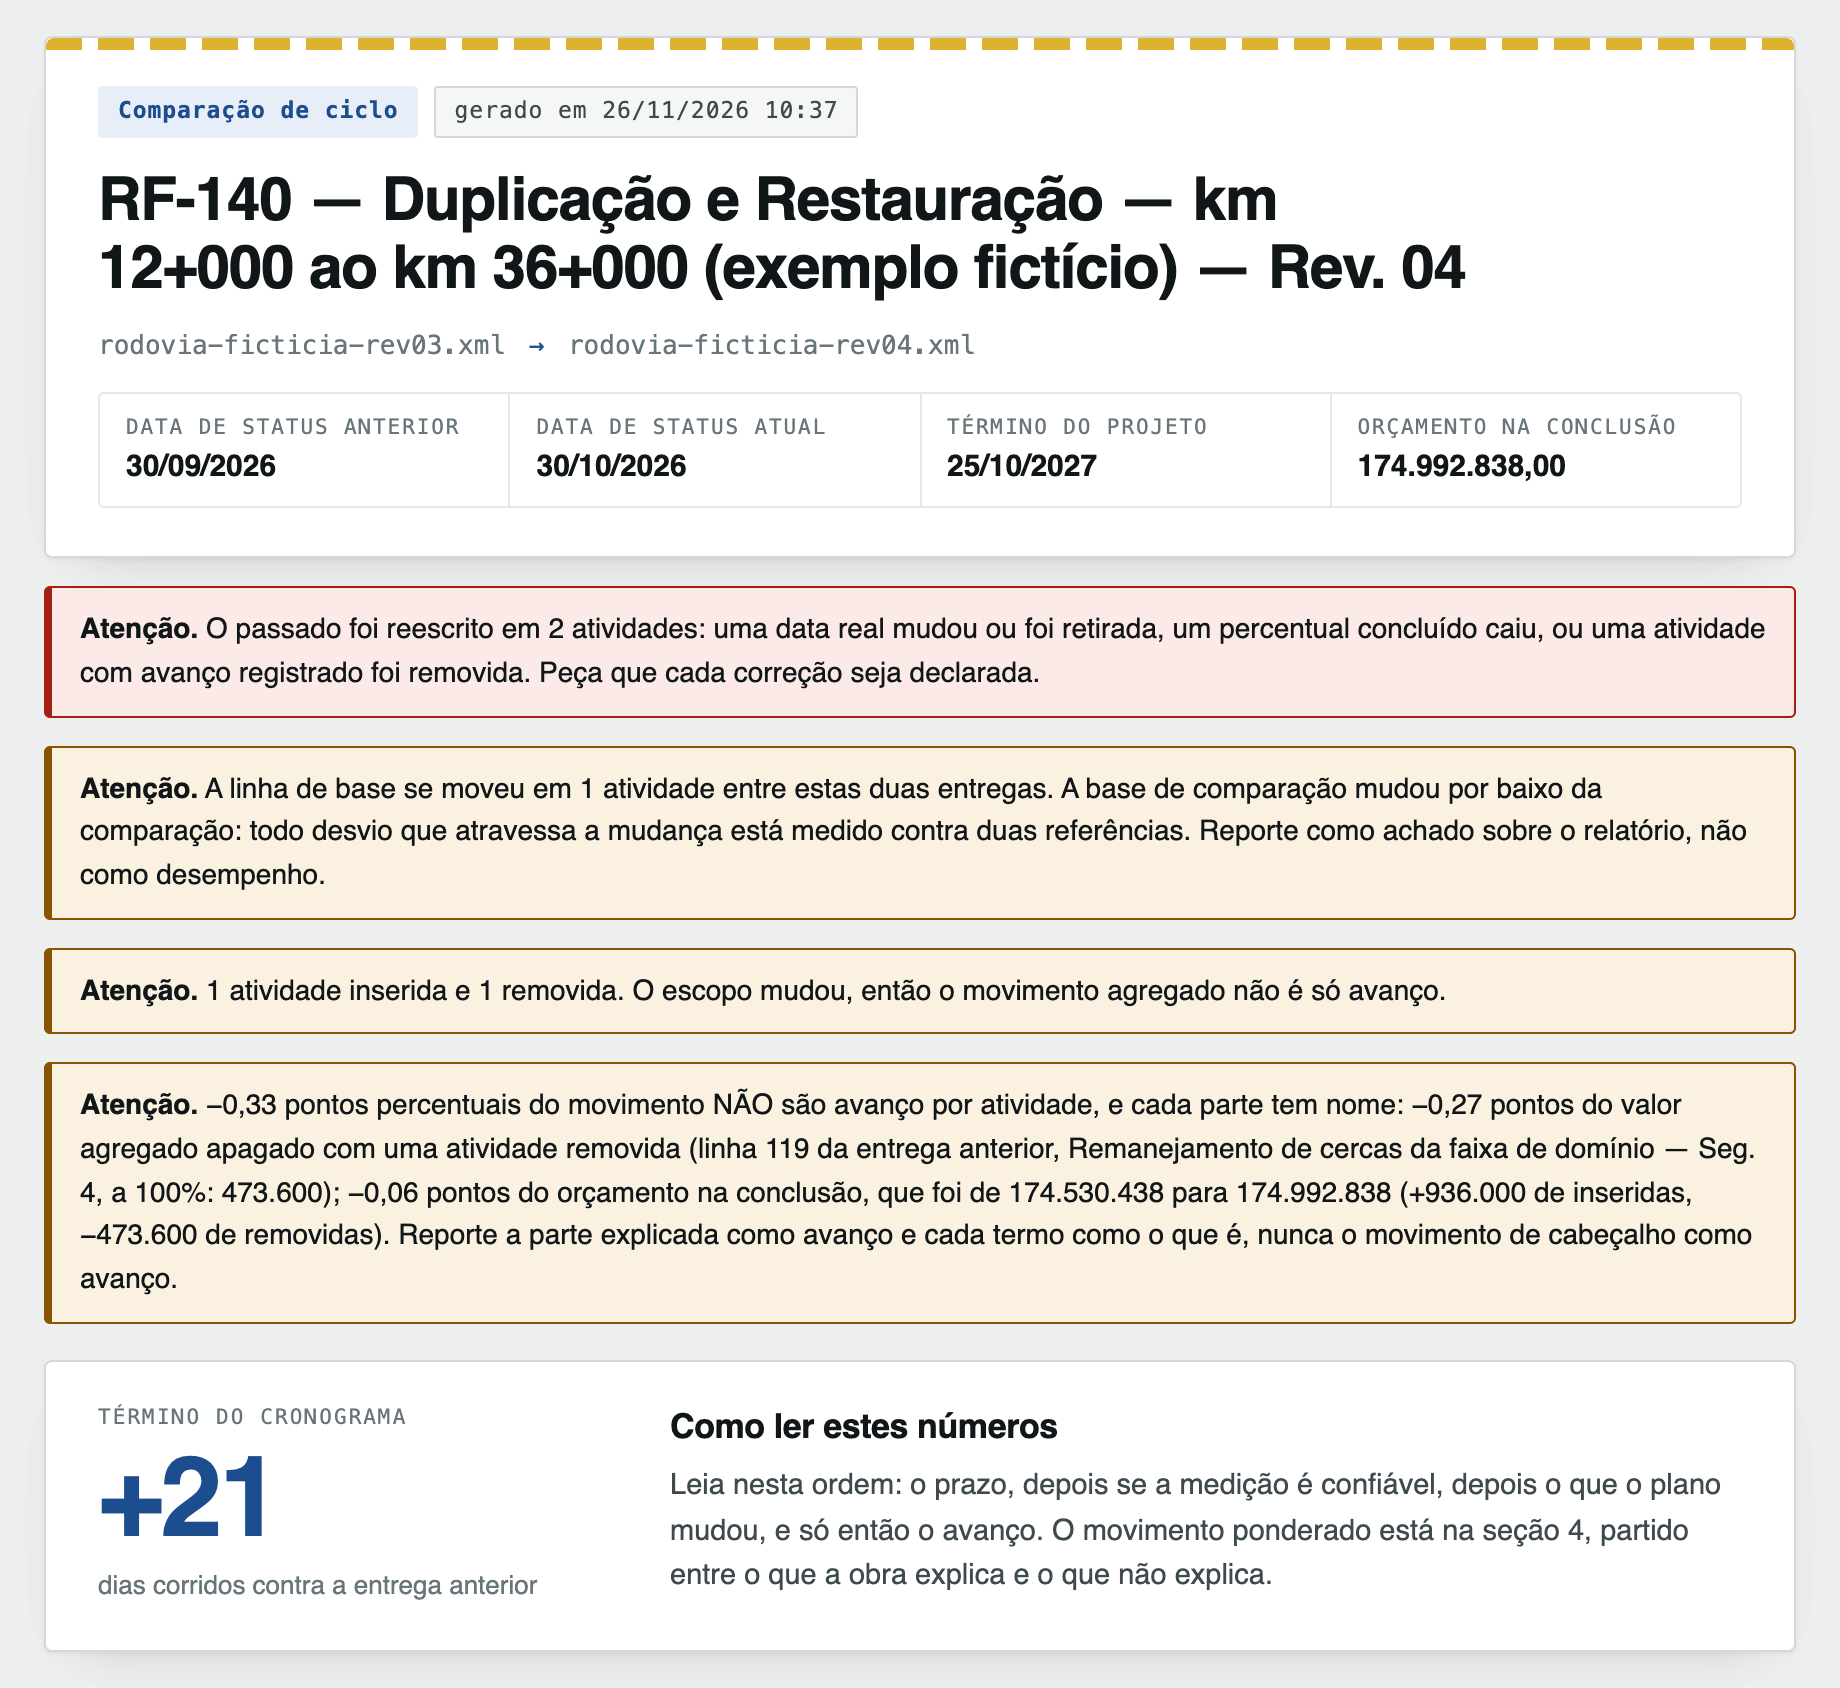 Comparação de ciclo
gerado em 26/11/2026 10:37
RF-140 — Duplicação e Restauração — km
12+000 ao km 36+000 (exemplo fictício) — Rev. 04
rodovia-ficticia-rev03.xml → rodovia-ficticia-rev04.xml
DATA DE STATUS ANTERIOR
30/09/2026
DATA DE STATUS ATUAL
30/10/2026
TÉRMINO DO PROJETO
25/10/2027
ORÇAMENTO NA CONCLUSÃO
174.992.838,00
Atenção. O passado foi reescrito em 2 atividades: uma data real mudou ou foi retirada, um percentual concluído caiu, ou uma atividade
com avanço registrado foi removida. Peça que cada correção seja declarada.
Atenção. A linha de base se moveu em 1 atividade entre estas duas entregas. A base de comparação mudou por baixo da
comparação: todo desvio que atravessa a mudança está medido contra duas referências. Reporte como achado sobre o relatório, não
como desempenho.
Atenção. 1 atividade inserida e 1 removida. O escopo mudou, então o movimento agregado não é só avanço.
Atenção. −0,33 pontos percentuais do movimento NÃO são avanço por atividade, e cada parte tem nome: −0,27 pontos do valor
agregado apagado com uma atividade removida (linha 119 da entrega anterior, Remanejamento de cercas da faixa de domínio — Seg.
4, a 100%: 473.600); −0,06 pontos do orçamento na conclusão, que foi de 174.530.438 para 174.992.838 (+936.000 de inseridas,
−473.600 de removidas). Reporte a parte explicada como avanço e cada termo como o que é, nunca o movimento de cabeçalho como
avanço.
TÉRMINO DO CRONOGRAMA
+21
dias corridos contra a entrega anterior
Como ler estes números
Leia nesta ordem: o prazo, depois se a medição é confiável, depois o que o plano
mudou, e só então o avanço. O movimento ponderado está na seção 4, partido
entre o que a obra explica e o que não explica.